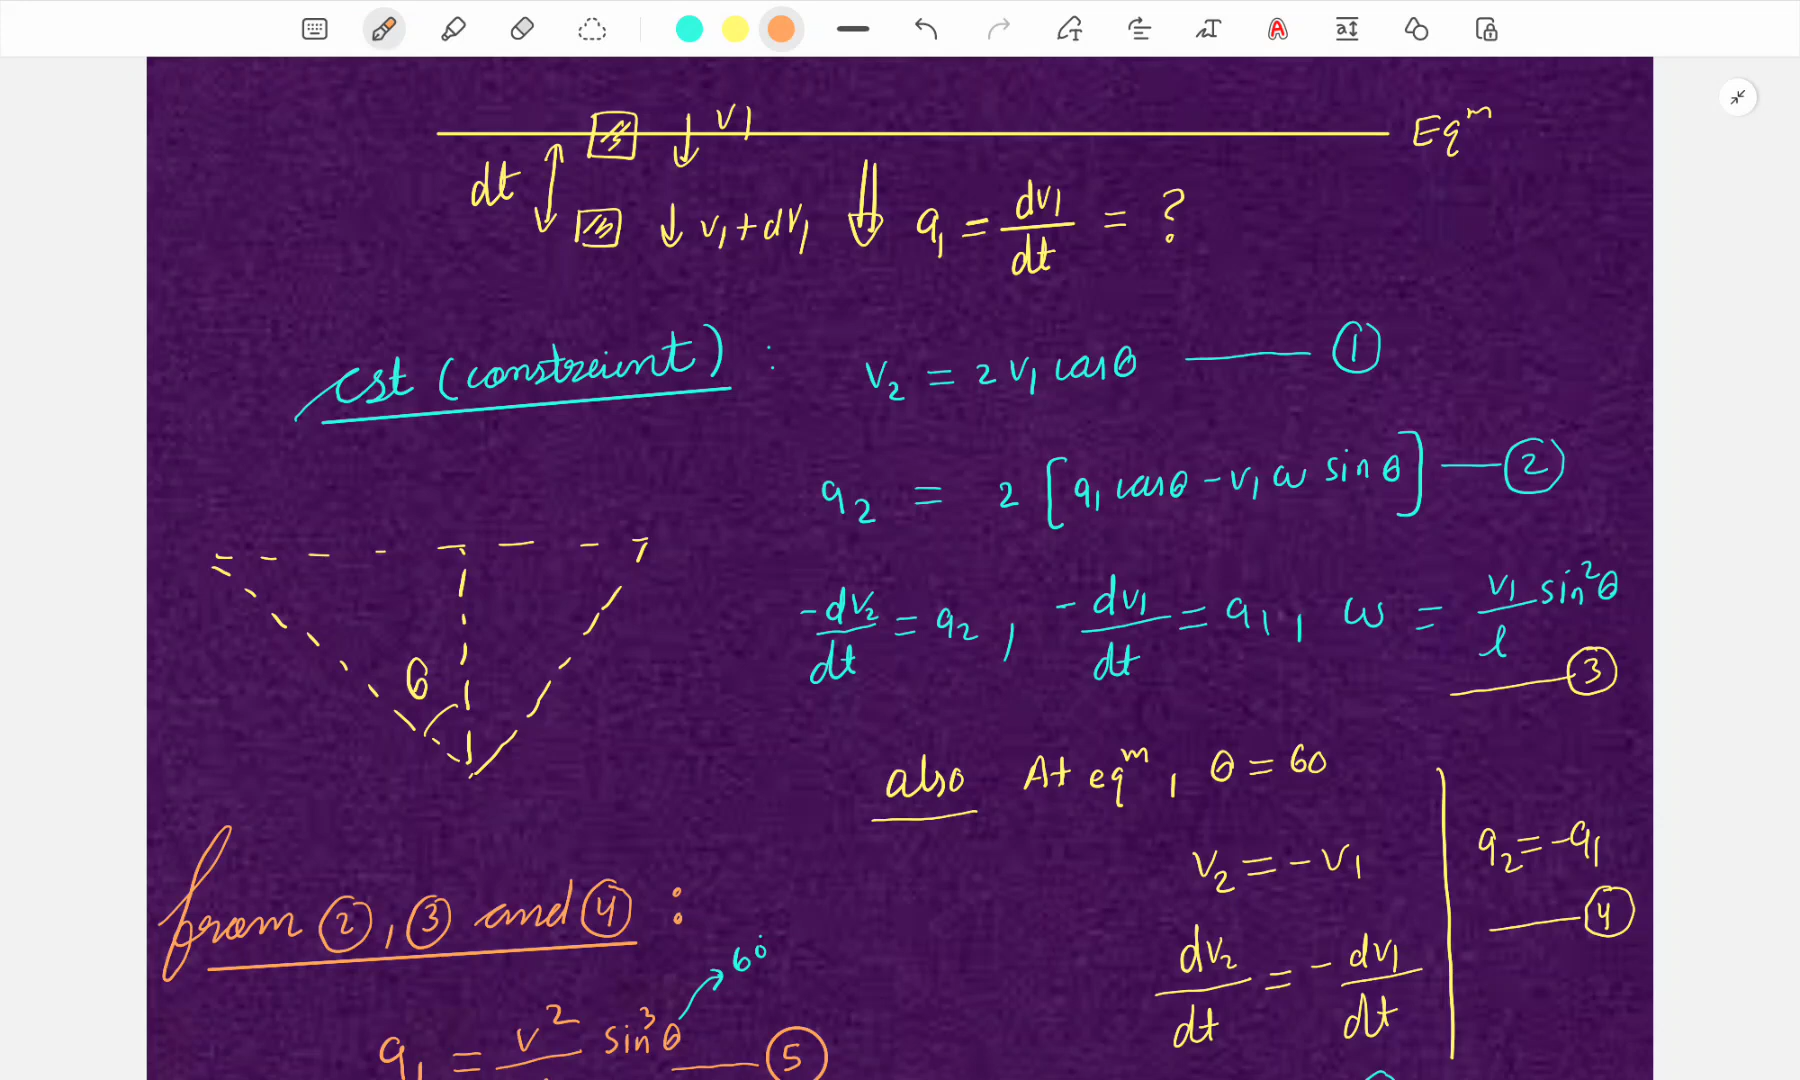 v1
Eq^m
dt
v1 + dv1 a1 = dv1/dt = ?
cst (constreint) : v2 = 2 v1 cosθ —— ①
a2 = 2 [a1 cosθ - v1 ω sinθ] —— ②
-dv2/dt = a2 , -dv1/dt = a1 , ω = v1/l sin²θ
—— ③
θ
also At eq^m , θ = 60
v2 = - v1
a2 = -a1
—— ④
dv2/dt = - dv1/dt
from ②, ③ and ④ :
60°
a1 = v² sin³θ —— ⑤